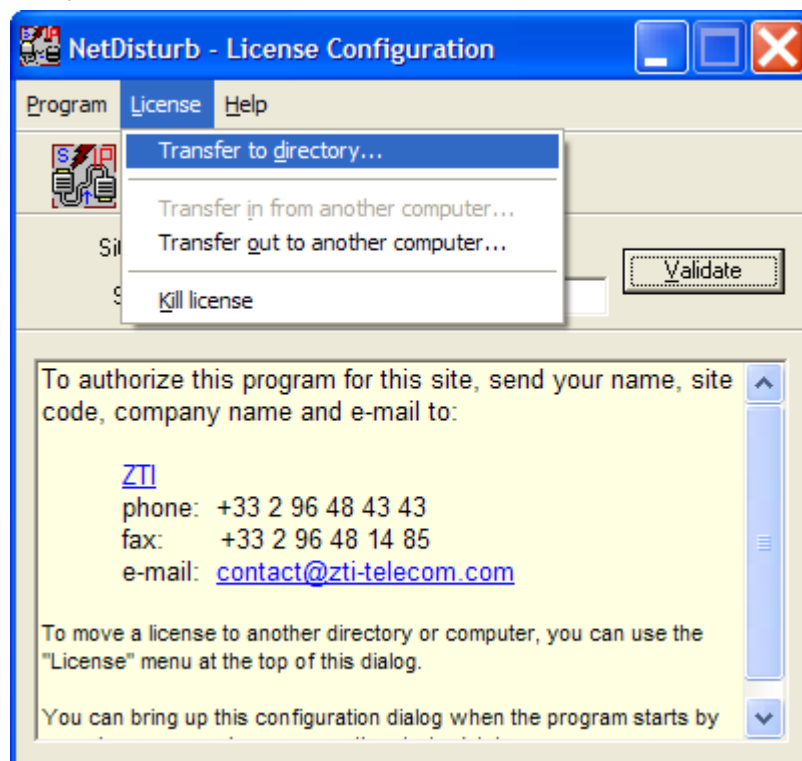 NetDisturb - License Configuration
Program License Help
S IP
Transfer to directory...
Transfer in from another computer...
Transfer out to another computer...
Kill license
Validate
To authorize this program for this site, send your name, site
code, company name and e-mail to:
ZTI
phone: +33 2 96 48 43 43
fax: +33 2 96 48 14 85
e-mail: contact@zti-telecom.com
To move a license to another directory or computer, you can use the
"License" menu at the top of this dialog.
You can bring up this configuration dialog when the program starts by